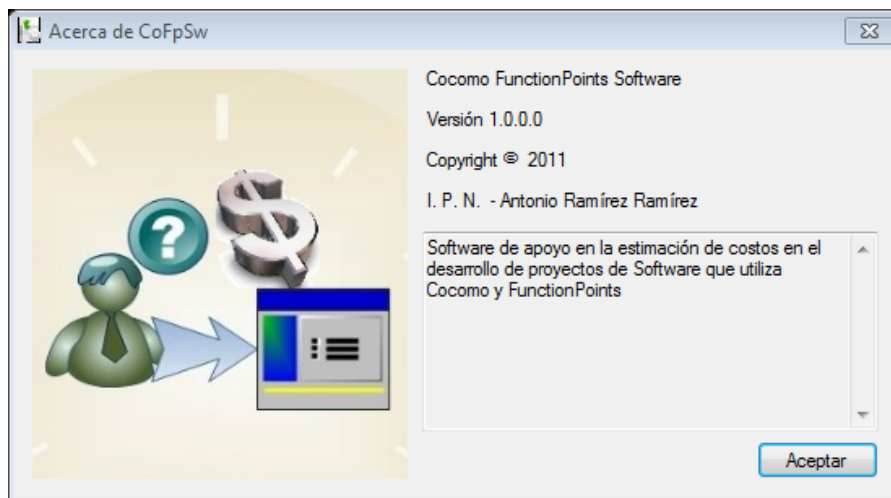 Acerca de CoFpSw
Cocomo FunctionPoints Software
Versión 1.0.0.0
Copyright © 2011
I. P. N. - Antonio Ramírez Ramírez
Software de apoyo en la estimación de costos en el
desarrollo de proyectos de Software que utiliza
Cocomo y FunctionPoints
?
$
Aceptar